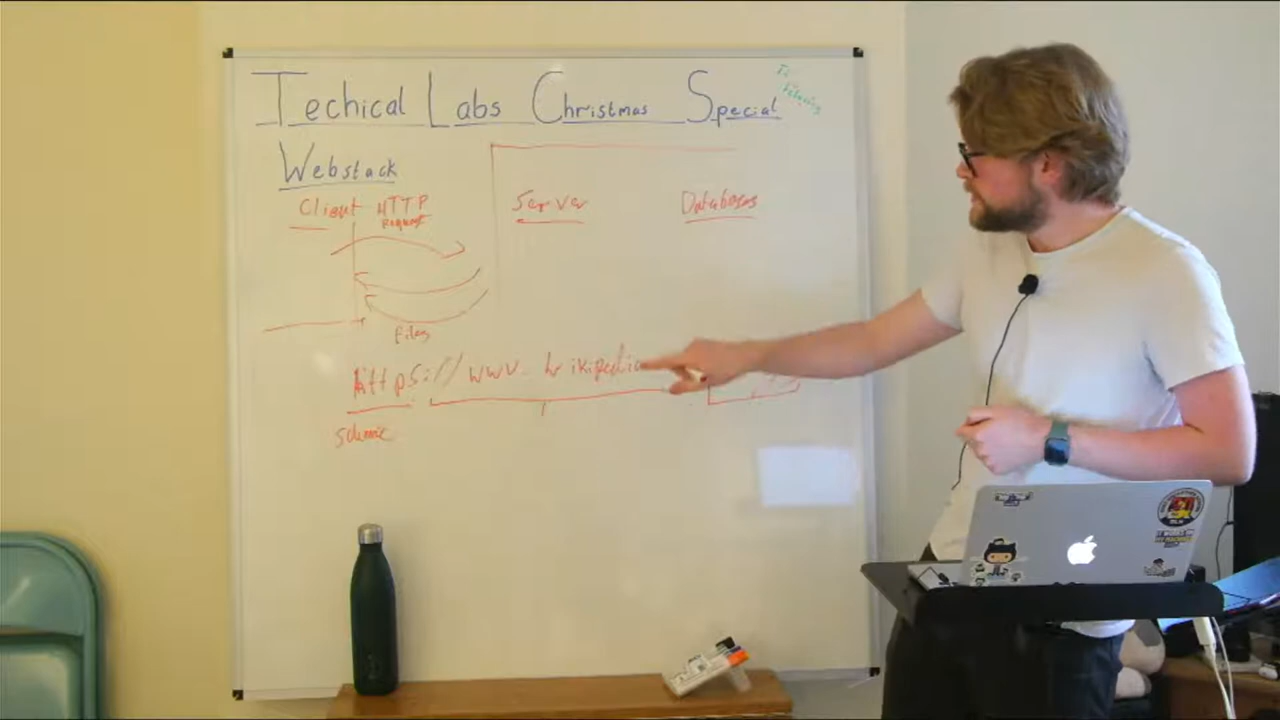 Techical Labs Christmas Special
Webstack
Client HTTP Request
Server
Databases
Files
https://www.wikipedia
scheme